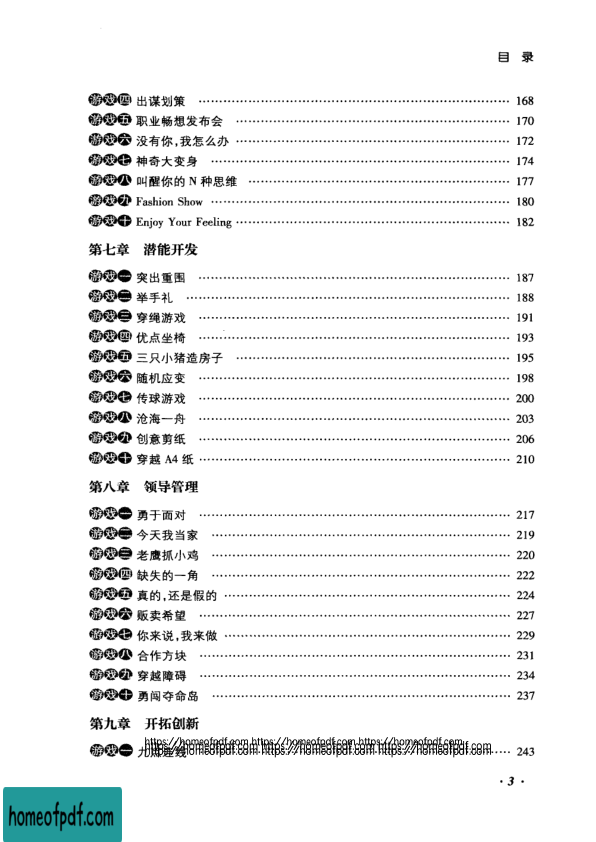 目 录
游戏四 出谋划策 …… 168
游戏五 职业畅想发布会 …… 170
游戏六 没有你,我怎么办 …… 172
游戏七 神奇大变身 …… 174
游戏八 叫醒你的 N 种思维 …… 177
游戏九 Fashion Show …… 180
游戏十 Enjoy Your Feeling …… 182
第七章 潜能开发
游戏一 突出重围 …… 187
游戏二 举手礼 …… 188
游戏三 穿绳游戏 …… 191
游戏四 优点坐椅 …… 193
游戏五 三只小猪造房子 …… 195
游戏六 随机应变 …… 198
游戏七 传球游戏 …… 200
游戏八 沧海一舟 …… 203
游戏九 创意剪纸 …… 206
游戏十 穿越 A4 纸 …… 210
第八章 领导管理
游戏一 勇于面对 …… 217
游戏二 今天我当家 …… 219
游戏三 老鹰抓小鸡 …… 220
游戏四 缺失的一角 …… 222
游戏五 真的,还是假的 …… 224
游戏六 贩卖希望 …… 227
游戏七 你来说,我来做 …… 229
游戏八 合作方块 …… 231
游戏九 穿越障碍 …… 234
游戏十 勇闯夺命岛 …… 237
第九章 开拓创新
https://homeofpdf.com https://homeofpdf.com https://homeofpdf.com
游戏一 九点连线 …… 243
https://homeofpdf.com https://homeofpdf.com https://homeofpdf.com
· 3 ·
homeofpdf.com